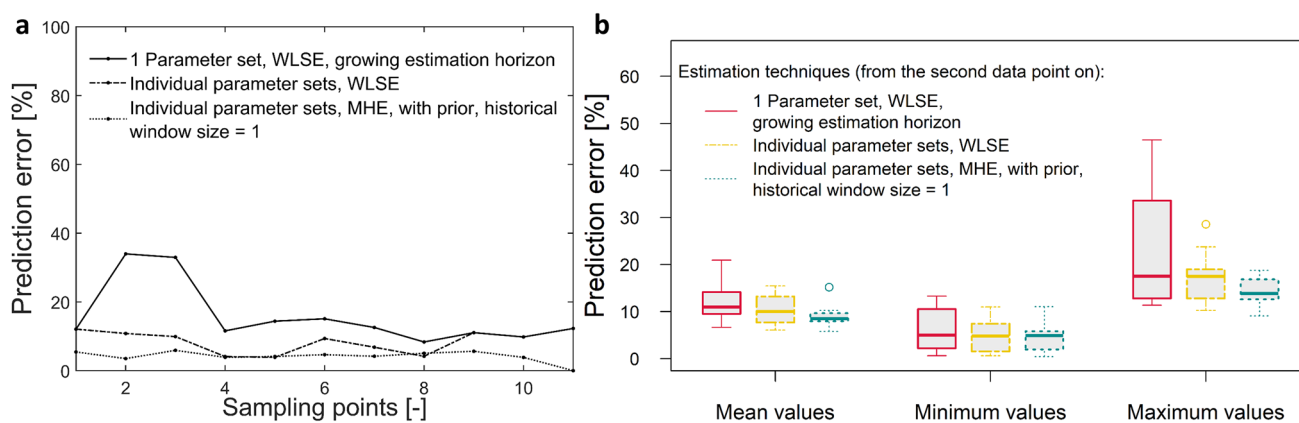 a
100
80
60
40
20
0
Prediction error [%]
1 Parameter set, WLSE, growing estimation horizon
Individual parameter sets, WLSE
Individual parameter sets, MHE, with prior, historical
window size = 1
2
4
6
8
10
Sampling points [-]
b
60
50
40
30
20
10
0
Prediction error [%]
Estimation techniques (from the second data point on):
1 Parameter set, WLSE,
growing estimation horizon
Individual parameter sets, WLSE
Individual parameter sets, MHE, with prior,
historical window size = 1
Mean values
Minimum values
Maximum values